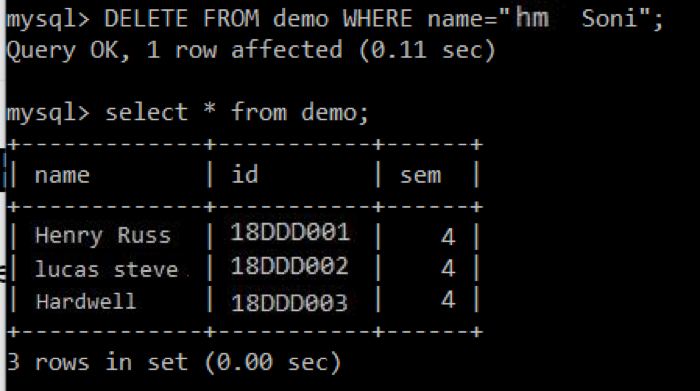 mysql> DELETE FROM demo WHERE name="hm  Soni";
Query OK, 1 row affected (0.11 sec)
mysql> select * from demo;
+-------------+-----------+------+
| name        | id        | sem  |
+-------------+-----------+------+
| Henry Russ  | 18DDD001  |    4 |
| lucas steve | 18DDD002  |    4 |
| Hardwell    | 18DDD003  |    4 |
+-------------+-----------+------+
3 rows in set (0.00 sec)